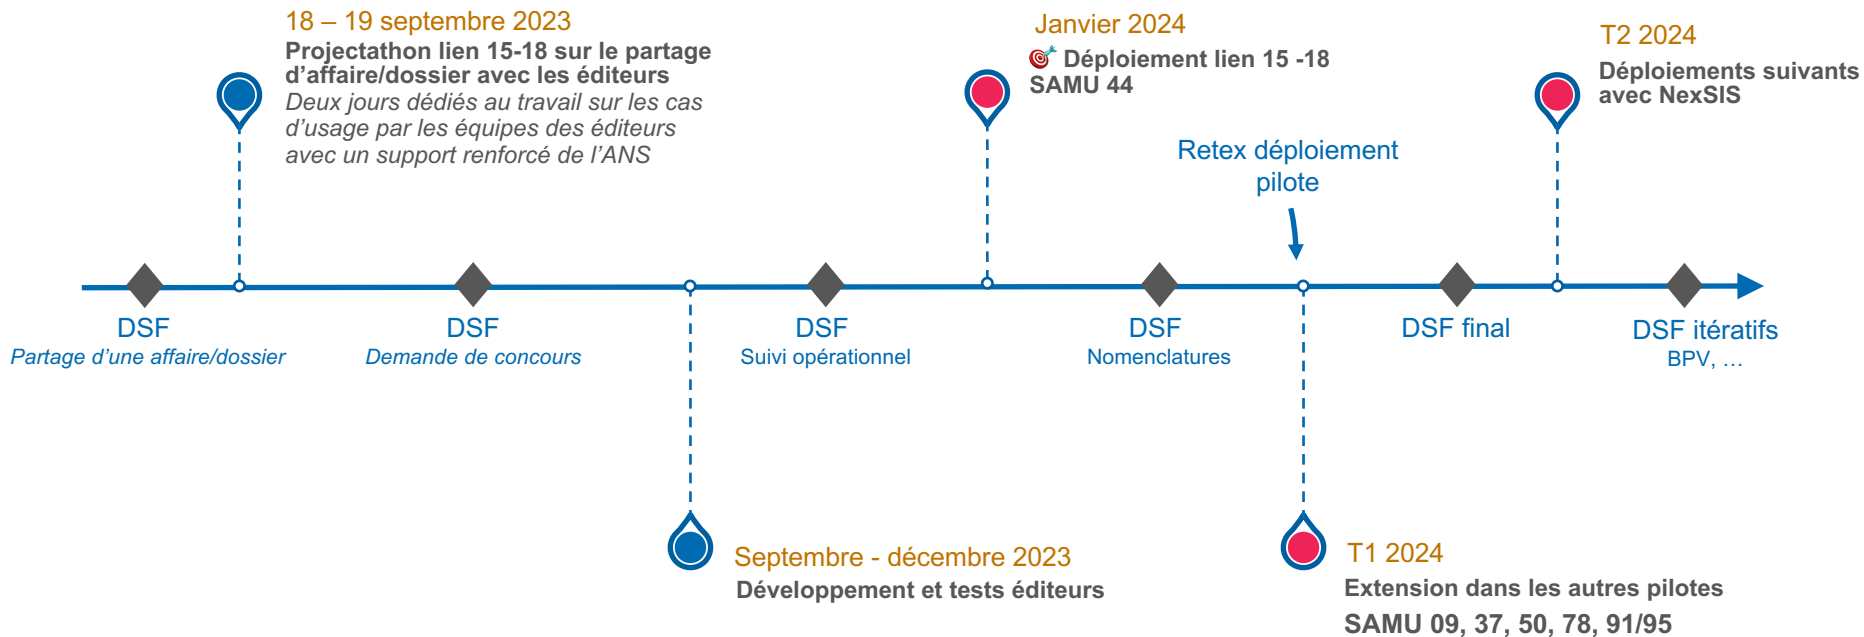 18 – 19 septembre 2023
Projectathon lien 15-18 sur le partage
d’affaire/dossier avec les éditeurs
Deux jours dédiés au travail sur les cas
d’usage par les équipes des éditeurs
avec un support renforcé de l’ANS
Janvier 2024
Déploiement lien 15 -18
SAMU 44
T2 2024
Déploiements suivants
avec NexSIS
Retex déploiement
pilote
DSF
Partage d’une affaire/dossier
DSF
Demande de concours
DSF
Suivi opérationnel
DSF
Nomenclatures
DSF final
DSF itératifs
BPV, …
Septembre - décembre 2023
Développement et tests éditeurs
T1 2024
Extension dans les autres pilotes
SAMU 09, 37, 50, 78, 91/95